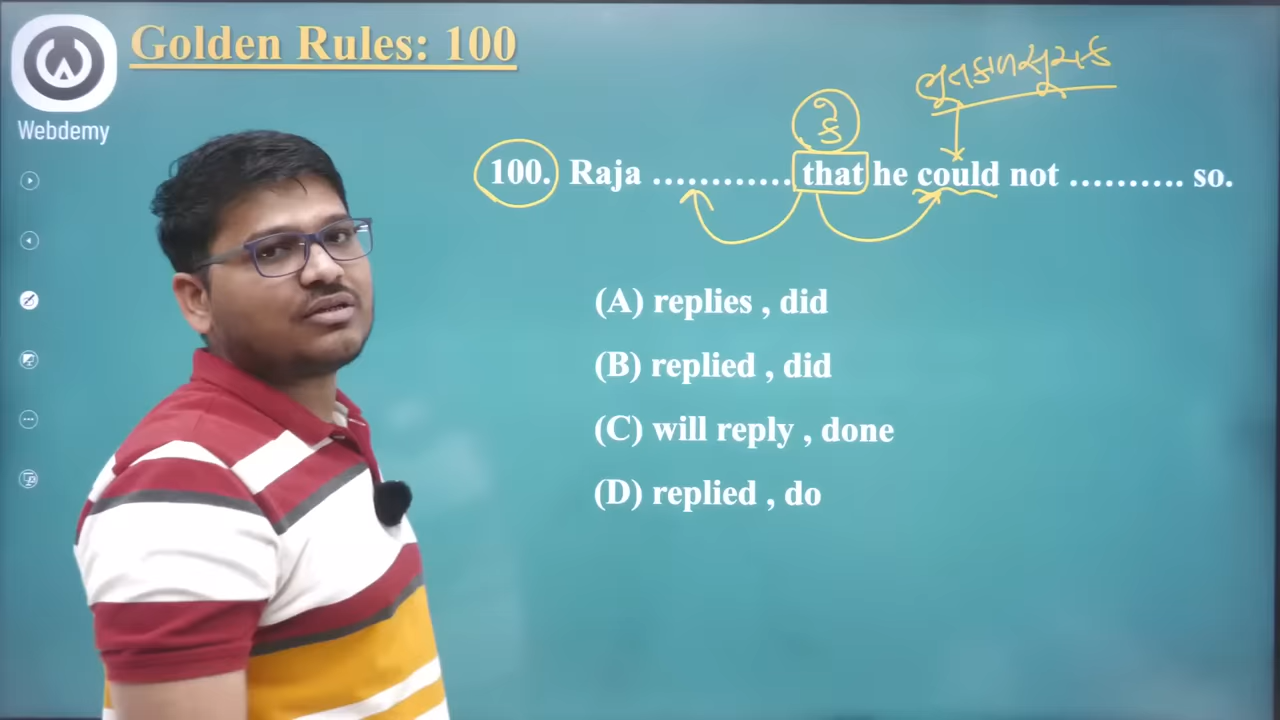 Golden Rules: 100
Webdemy
ભૂતકાળસૂચક
કે
100. Raja ............ that he could not .......... so.
(A) replies , did
(B) replied , did
(C) will reply , done
(D) replied , do